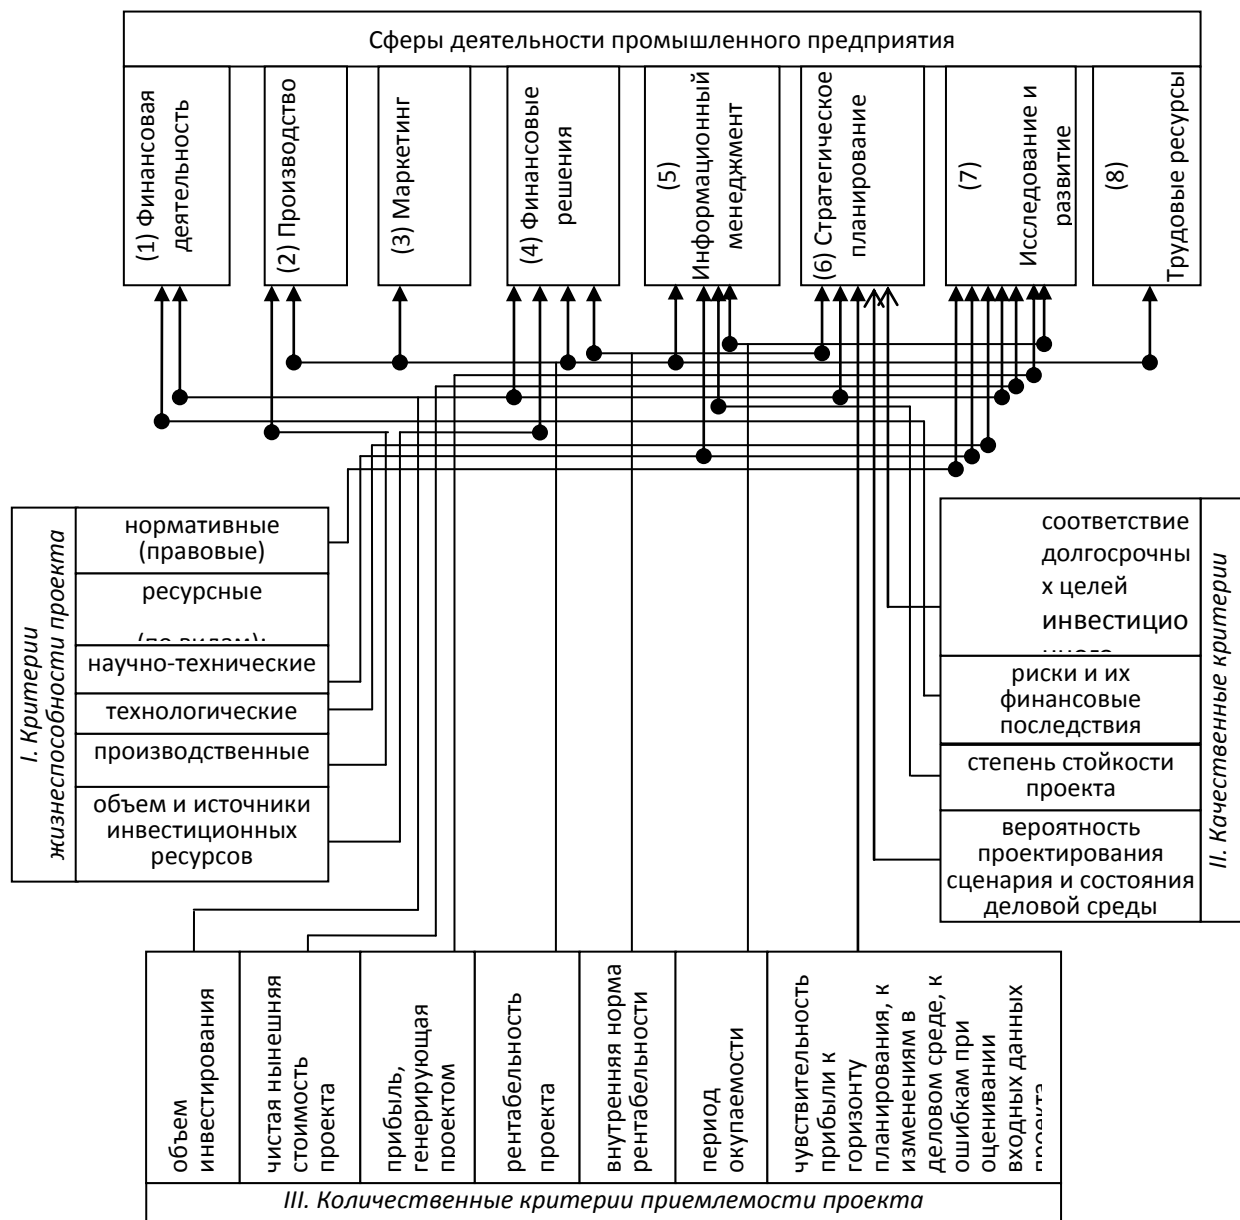 Сферы деятельности промышленного предприятия
(1) Финансовая
деятельность
(2) Производство
(3) Маркетинг
(4) Финансовые
решения
(5)
Информационный
менеджмент
(6) Стратегическое
планирование
(7)
Исследование и
развитие
(8)
Трудовые ресурсы
I. Критерии
жизнеспособности проекта
нормативные
(правовые)
ресурсные
научно-технические
технологические
производственные
объем и источники
инвестиционных
ресурсов
соответствие
долгосрочны
х целей
инвестицио
риски и их
финансовые
последствия
степень стойкости
проекта
вероятность
проектирования
сценария и состояния
деловой среды
II. Качественные критерии
объем
инвестирования
чистая нынешняя
стоимость
проекта
прибыль,
генерирующая
проектом
рентабельность
проекта
внутренняя норма
рентабельности
период
окупаемости
чувствительность
прибыли к
горизонту
планирования, к
изменениям в
деловом среде, к
ошибкам при
оценивании
входных данных
проекта
III. Количественные критерии приемлемости проекта